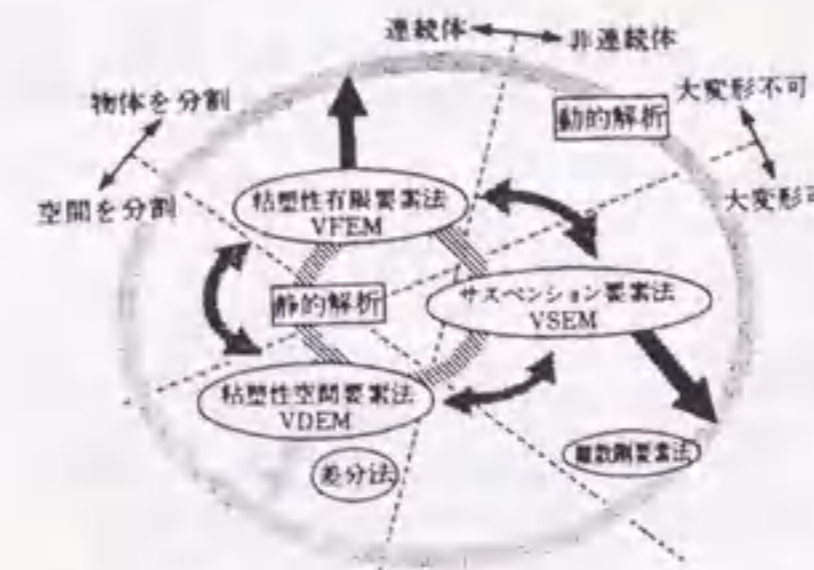 連続体
非連続体
物体を分割
空間を分割
動的解析
大変形不可
大変形可
粘塑性有限要素法
VFEM
静的解析
サスペンション要素法
VSEM
粘塑性空間要素法
VDEM
差分法
離散剛要素法